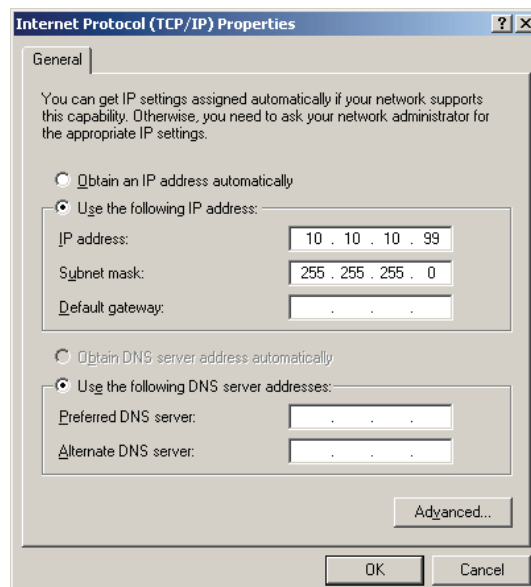 Internet Protocol (TCP/IP) Properties
General
You can get IP settings assigned automatically if your network supports
this capability. Otherwise, you need to ask your network administrator for
the appropriate IP settings.
Obtain an IP address automatically
Use the following IP address:
IP address: 10 . 10 . 10 . 99
Subnet mask: 255 . 255 . 255 . 0
Default gateway: . . .
Obtain DNS server address automatically
Use the following DNS server addresses:
Preferred DNS server: . . .
Alternate DNS server: . . .
Advanced...
OK Cancel